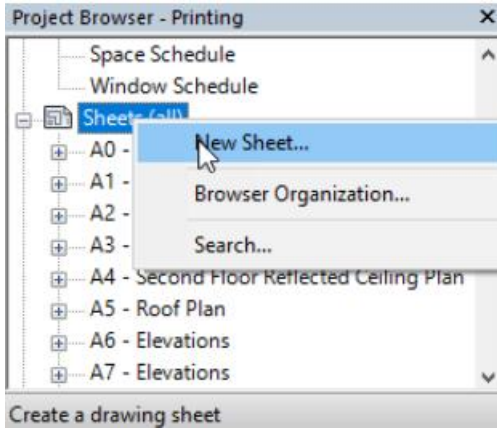 Project Browser - Printing
Space Schedule
Window Schedule
Sheets (all)
New Sheet...
A0 -
A1 -
Browser Organization...
A2 -
A3 -
Search...
A4 - Second Floor Reflected Ceiling Plan
A5 - Roof Plan
A6 - Elevations
A7 - Elevations
Create a drawing sheet